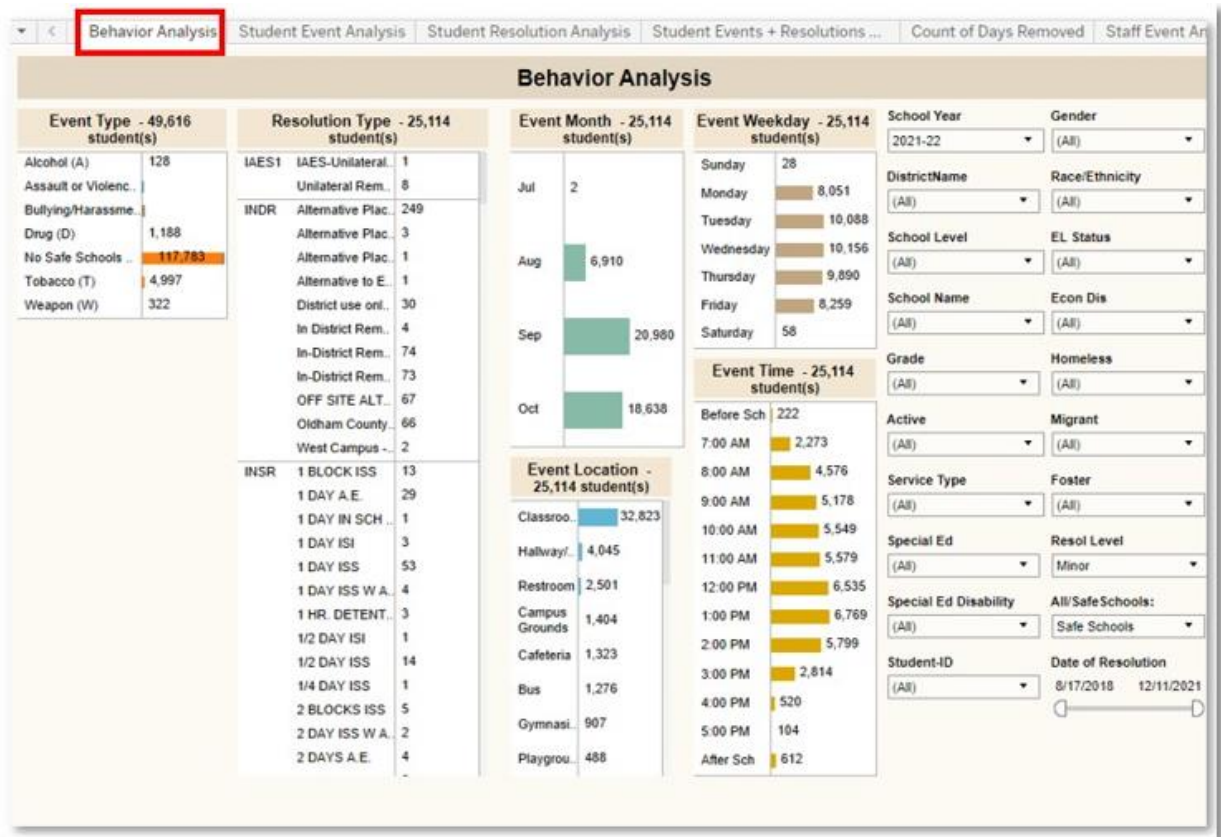 Behavior Analysis
Student Event Analysis
Student Resolution Analysis
Student Events + Resolutions ...
Count of Days Removed
Staff Event An
Behavior Analysis
Event Type - 49,616
student(s)
Alcohol (A) 128
Assault or Violenc..
Bullying/Harassme..
Drug (D) 1,188
No Safe Schools .. 117,783
Tobacco (T) 4,997
Weapon (W) 322
Resolution Type - 25,114
student(s)
IAES1 IAES-Unilateral.. 1
Unilateral Rem.. 8
INDR Alternative Plac.. 249
Alternative Plac.. 3
Alternative Plac.. 1
Alternative to E.. 1
District use onl.. 30
In District Rem.. 4
In-District Rem.. 74
In-District Rem.. 73
OFF SITE ALT.. 67
Oldham County.. 66
West Campus -.. 2
INSR 1 BLOCK ISS 13
1 DAY A.E. 29
1 DAY IN SCH .. 1
1 DAY ISI 3
1 DAY ISS 53
1 DAY ISS W A.. 4
1 HR. DETENT.. 3
1/2 DAY ISI 1
1/2 DAY ISS 14
1/4 DAY ISS 1
2 BLOCKS ISS 5
2 DAY ISS W A.. 2
2 DAYS A.E. 4
Event Month - 25,114
student(s)
Jul 2
Aug 6,910
Sep 20,980
Oct 18,638
Event Location -
25,114 student(s)
Classroo.. 32,823
Hallway/.. 4,045
Restroom 2,501
Campus
Grounds 1,404
Cafeteria 1,323
Bus 1,276
Gymnasi.. 907
Playgrou.. 488
Event Weekday - 25,114
student(s)
Sunday 28
Monday 8,051
Tuesday 10,088
Wednesday 10,156
Thursday 9,890
Friday 8,259
Saturday 58
Event Time - 25,114
student(s)
Before Sch 222
7:00 AM 2,273
8:00 AM 4,576
9:00 AM 5,178
10:00 AM 5,549
11:00 AM 5,579
12:00 PM 6,535
1:00 PM 6,769
2:00 PM 5,799
3:00 PM 2,814
4:00 PM 520
5:00 PM 104
After Sch 612
School Year
2021-22
DistrictName
(All)
School Level
(All)
School Name
(All)
Grade
(All)
Active
(All)
Service Type
(All)
Special Ed
(All)
Special Ed Disability
(All)
Student-ID
(All)
Gender
(All)
Race/Ethnicity
(All)
EL Status
(All)
Econ Dis
(All)
Homeless
(All)
Migrant
(All)
Foster
(All)
Resol Level
Minor
All/SafeSchools:
Safe Schools
Date of Resolution
8/17/2018 12/11/2021